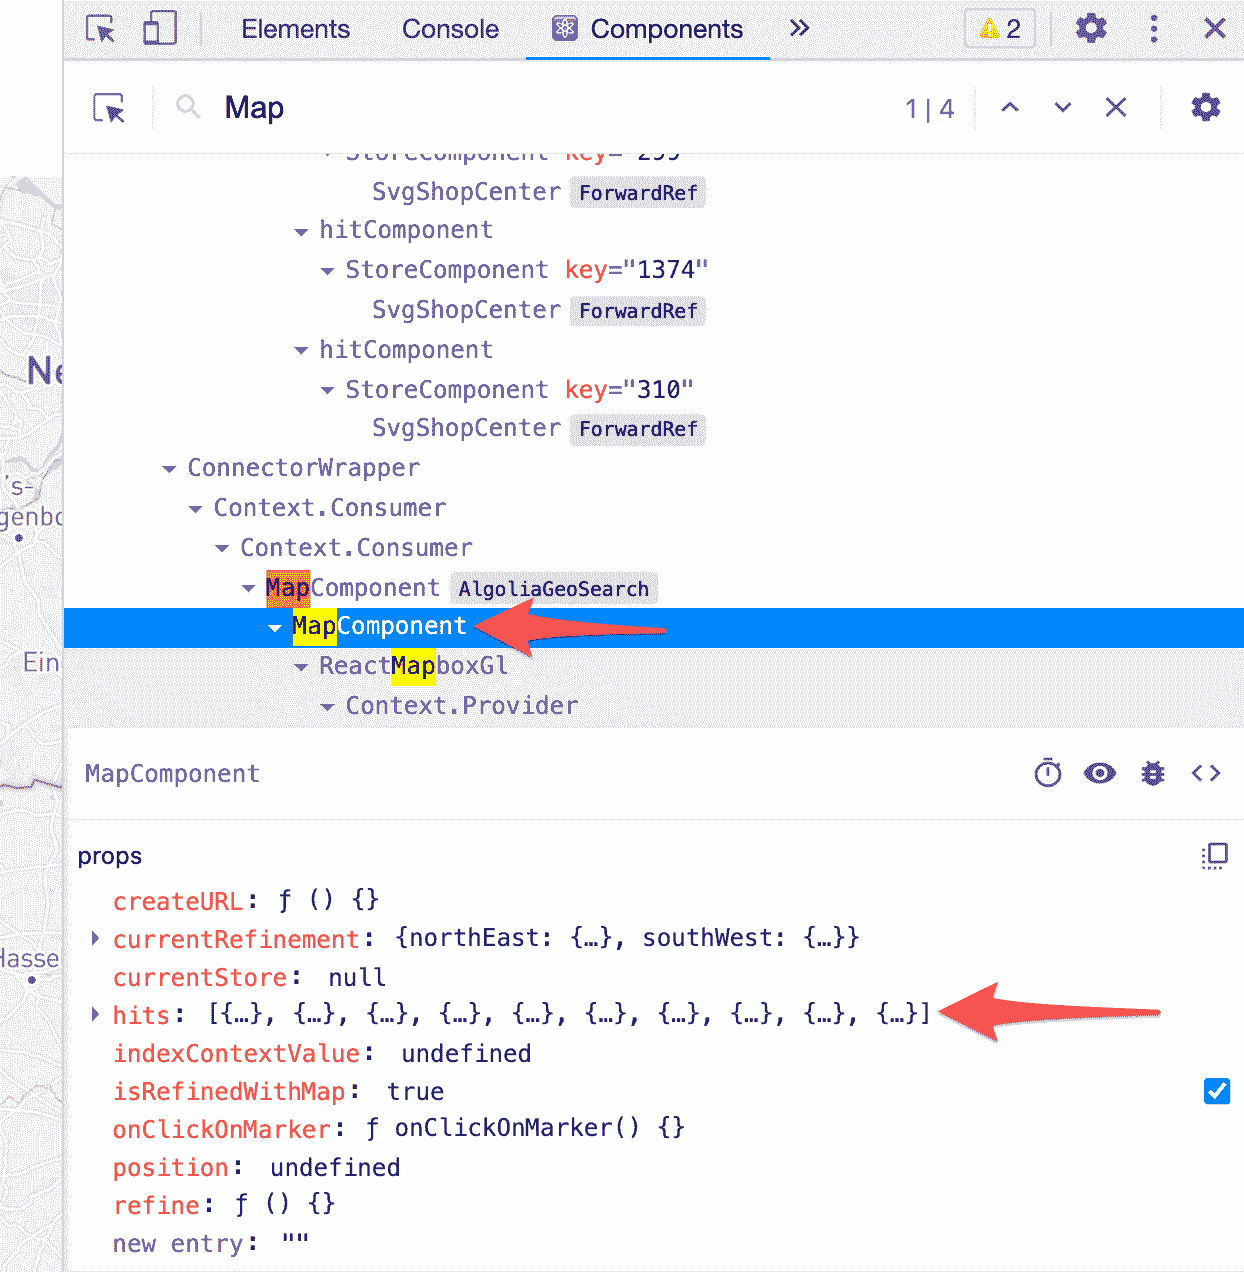 Elements Console Components » 2
Map 1 | 4
StoreComponent key="299"
SvgShopCenter ForwardRef
hitComponent
StoreComponent key="1374"
SvgShopCenter ForwardRef
hitComponent
StoreComponent key="310"
SvgShopCenter ForwardRef
ConnectorWrapper
Context.Consumer
Context.Consumer
MapComponent AlgoliaGeoSearch
MapComponent
ReactMapboxGl
Context.Provider
MapComponent
props
createURL: ƒ () {}
currentRefinement: {northEast: {…}, southWest: {…}}
currentStore: null
hits: [{…}, {…}, {…}, {…}, {…}, {…}, {…}, {…}, {…}, {…}]
indexContextValue: undefined
isRefinedWithMap: true
onClickOnMarker: ƒ onClickOnMarker() {}
position: undefined
refine: ƒ () {}
new entry: ""
Ne
's-
genbo
Ein
Hasse